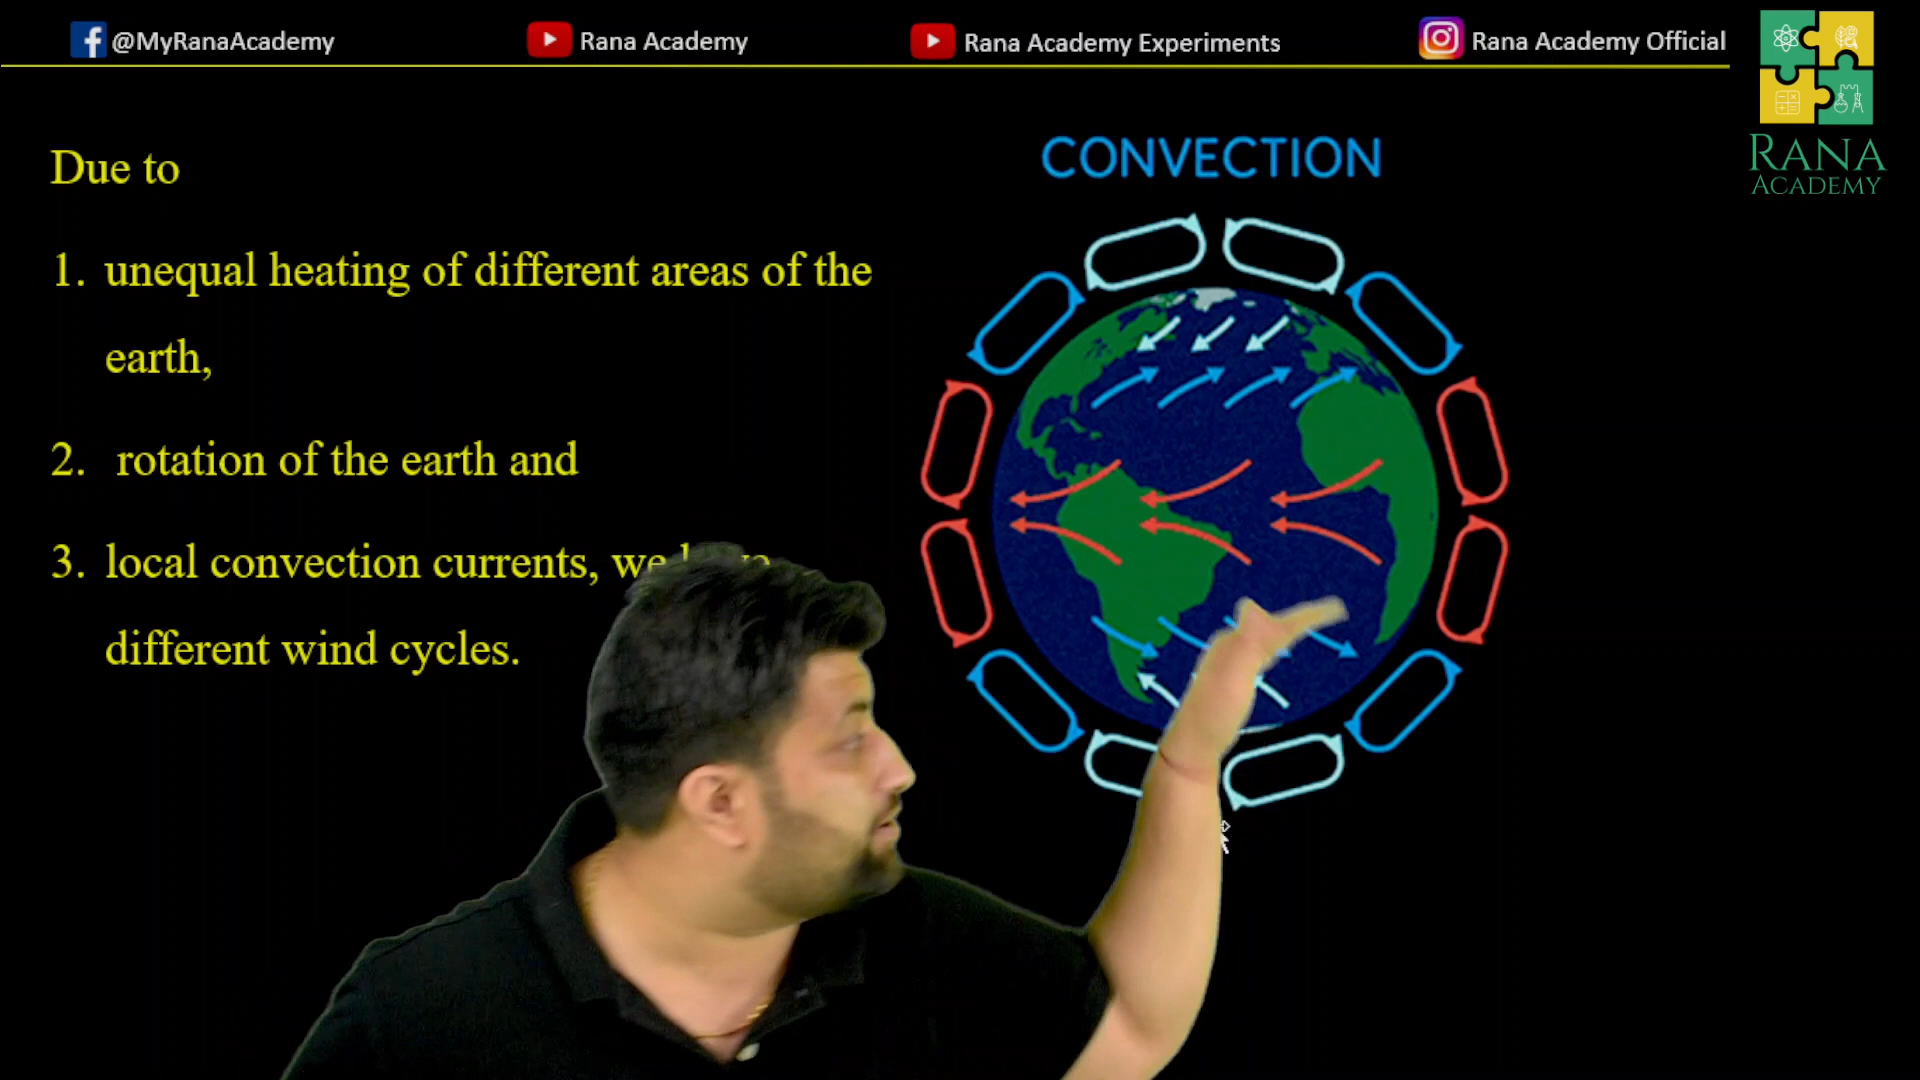 @MyRanaAcademy
Rana Academy
Rana Academy Experiments
Rana Academy Official
RANA
ACADEMY
CONVECTION
Due to
1. unequal heating of different areas of the
earth,
2. rotation of the earth and
3. local convection currents, we
different wind cycles.